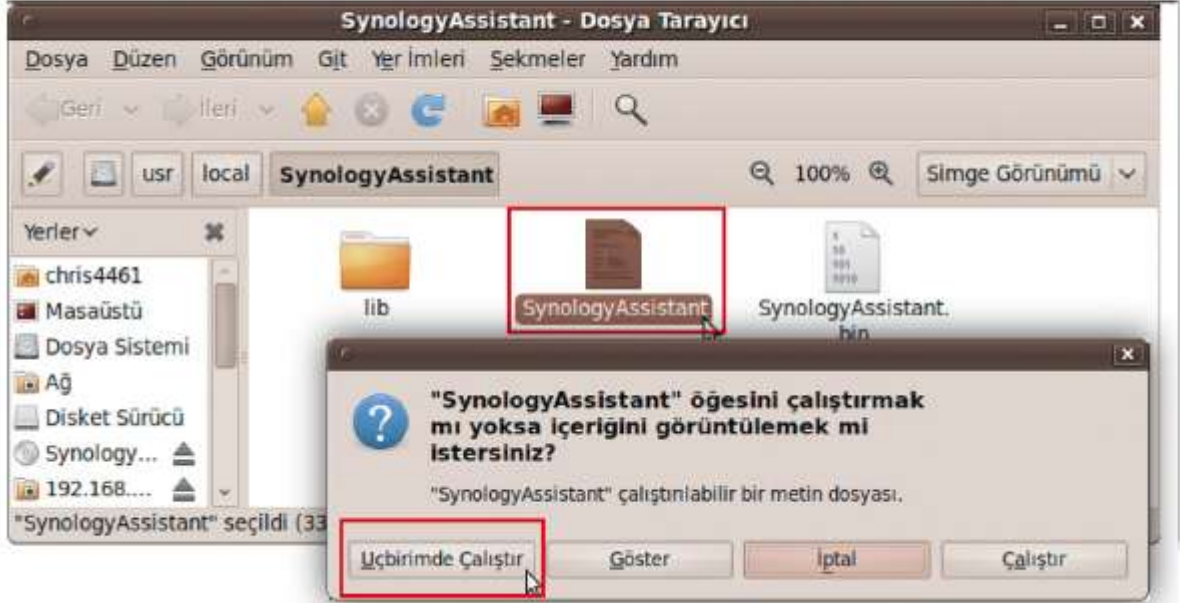 SynologyAssistant - Dosya Tarayıcı
Dosya Düzen Görünüm Git Yer İmleri Sekmeler Yardım
Geri İleri
usr local SynologyAssistant 100% Simge Görünümü
Yerler
chris4461
Masaüstü
Dosya Sistemi
Ağ
Disket Sürücü
Synology...
192.168....
lib
SynologyAssistant
SynologyAssistant.
bin
"SynologyAssistant" seçildi (33
"SynologyAssistant" öğesini çalıştırmak
mı yoksa içeriğini görüntülemek mi
istersiniz?
"SynologyAssistant" çalıştırılabilir bir metin dosyası.
Uçbirimde Çalıştır Göster İptal Çalıştır